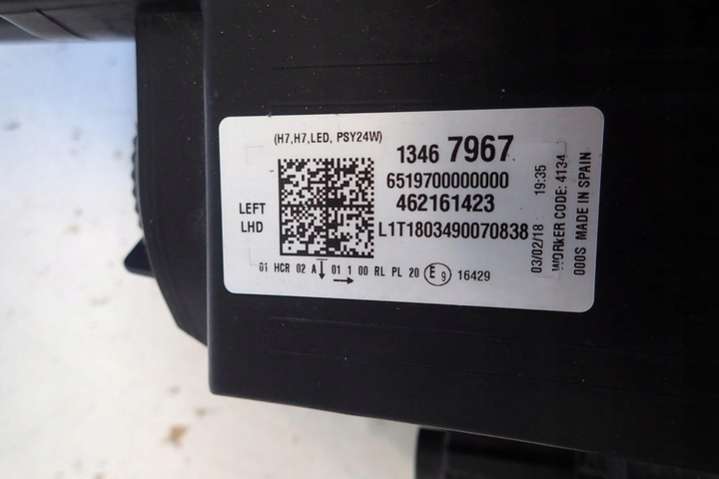 (H7,H7,LED, PSY24W)
1346 7967
6519700000000
462161423
LEFT
LHD
L1T1803490070838
01 HCR 02 A 01 1 00 RL PL 20 E9 16429
03/02/18 19:35
WORKER CODE: 4134
000S MADE IN SPAIN